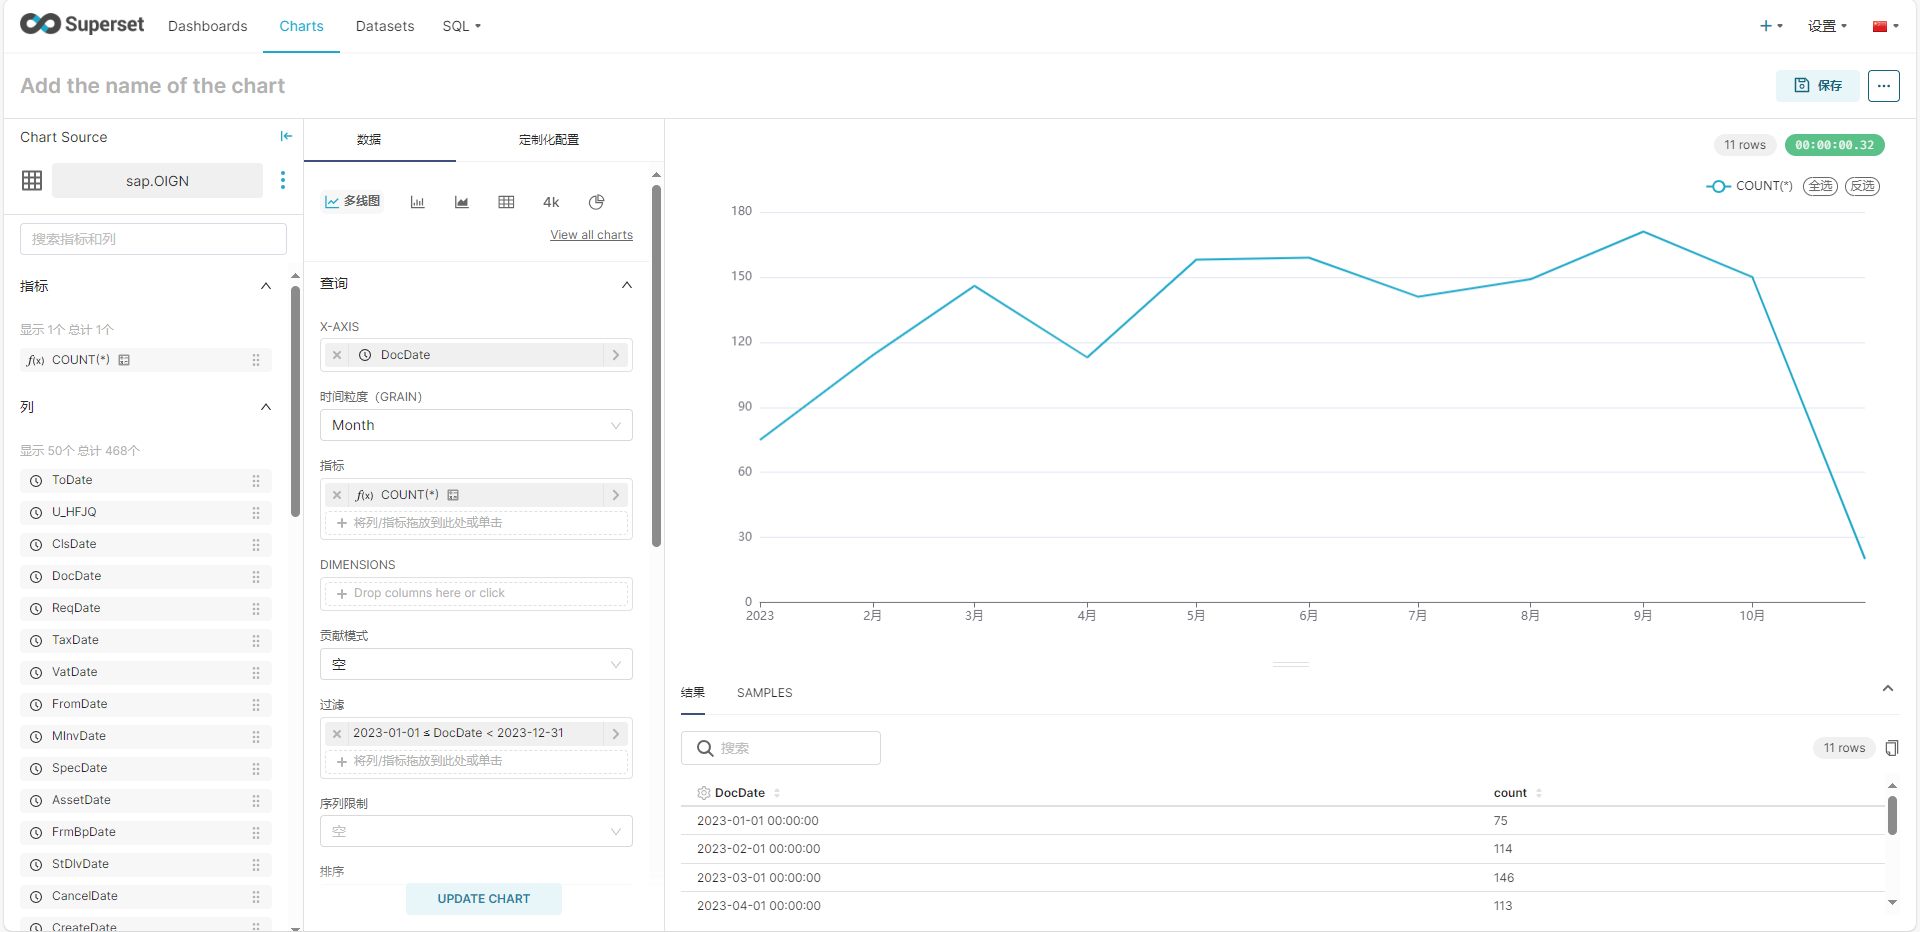 Superset
Dashboards
Charts
Datasets
SQL
设置
Add the name of the chart
保存
Chart Source
sap.OIGN
搜索指标和列
指标
显示 1个 总计 1个
f(x) COUNT(*)
列
显示 50个 总计 468个
ToDate
U_HFJQ
ClsDate
DocDate
ReqDate
TaxDate
VatDate
FromDate
MInvDate
SpecDate
AssetDate
FrmBpDate
StDlvDate
CancelDate
CreateDate
数据
定制化配置
多线图
4k
View all charts
查询
X-AXIS
DocDate
时间粒度（GRAIN）
Month
指标
f(x) COUNT(*)
将列/指标拖放到此处或单击
DIMENSIONS
Drop columns here or click
贡献模式
空
过滤
2023-01-01 ≤ DocDate < 2023-12-31
将列/指标拖放到此处或单击
序列限制
空
排序
UPDATE CHART
11 rows
00:00:00.32
COUNT(*)
全选
反选
180
150
120
90
60
30
0
2023 2月 3月 4月 5月 6月 7月 8月 9月 10月
结果
SAMPLES
搜索
11 rows
DocDate count
2023-01-01 00:00:00 75
2023-02-01 00:00:00 114
2023-03-01 00:00:00 146
2023-04-01 00:00:00 113